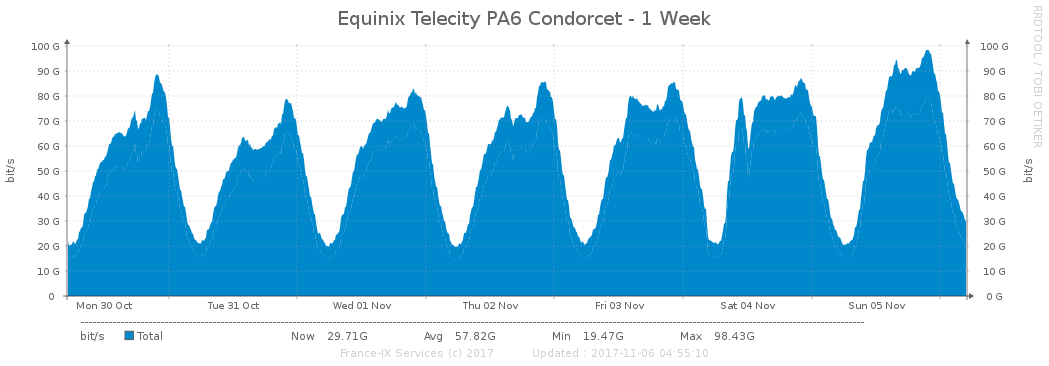 Equinix Telecity PA6 Condorcet - 1 Week
RRDTOOL / TOBI OETIKER
100 G 100 G
90 G 90 G
80 G 80 G
70 G 70 G
60 G 60 G
50 G 50 G
40 G 40 G
30 G 30 G
20 G 20 G
10 G 10 G
0 0 G
bit/s bit/s
Mon 30 Oct Tue 31 Oct Wed 01 Nov Thu 02 Nov Fri 03 Nov Sat 04 Nov Sun 05 Nov
bit/s Total Now 29.71G Avg 57.82G Min 19.47G Max 98.43G
France-IX Services (c) 2017 Updated : 2017-11-06 04:55:10